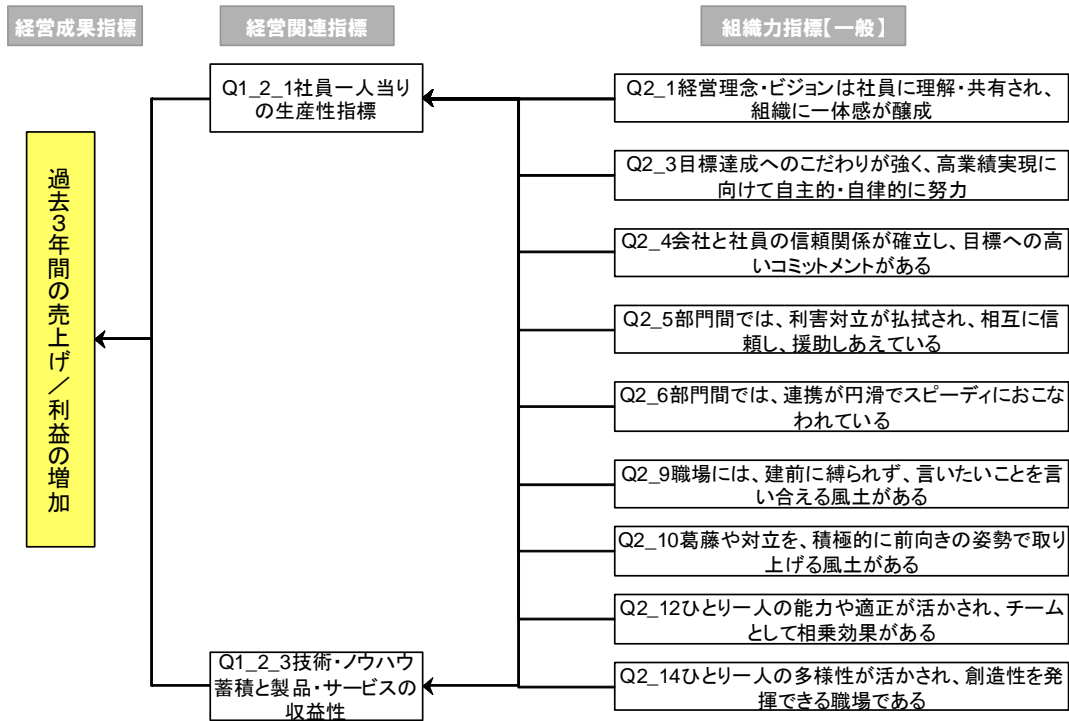 経営成果指標
経営関連指標
組織力指標【一般】
過去3年間の売上げ／利益の増加
Q1_2_1社員一人当り
の生産性指標
Q1_2_3技術・ノウハウ
蓄積と製品・サービスの
収益性
Q2_1経営理念・ビジョンは社員に理解・共有され、
組織に一体感が醸成
Q2_3目標達成へのこだわりが強く、高業績実現に
向けて自主的・自律的に努力
Q2_4会社と社員の信頼関係が確立し、目標への高
いコミットメントがある
Q2_5部門間では、利害対立が払拭され、相互に信
頼し、援助しあえている
Q2_6部門間では、連携が円滑でスピーディにおこな
われている
Q2_9職場には、建前に縛られず、言いたいことを言
い合える風土がある
Q2_10葛藤や対立を、積極的に前向きの姿勢で取り
上げる風土がある
Q2_12ひとり一人の能力や適正が活かされ、チーム
として相乗効果がある
Q2_14ひとり一人の多様性が活かされ、創造性を発
揮できる職場である